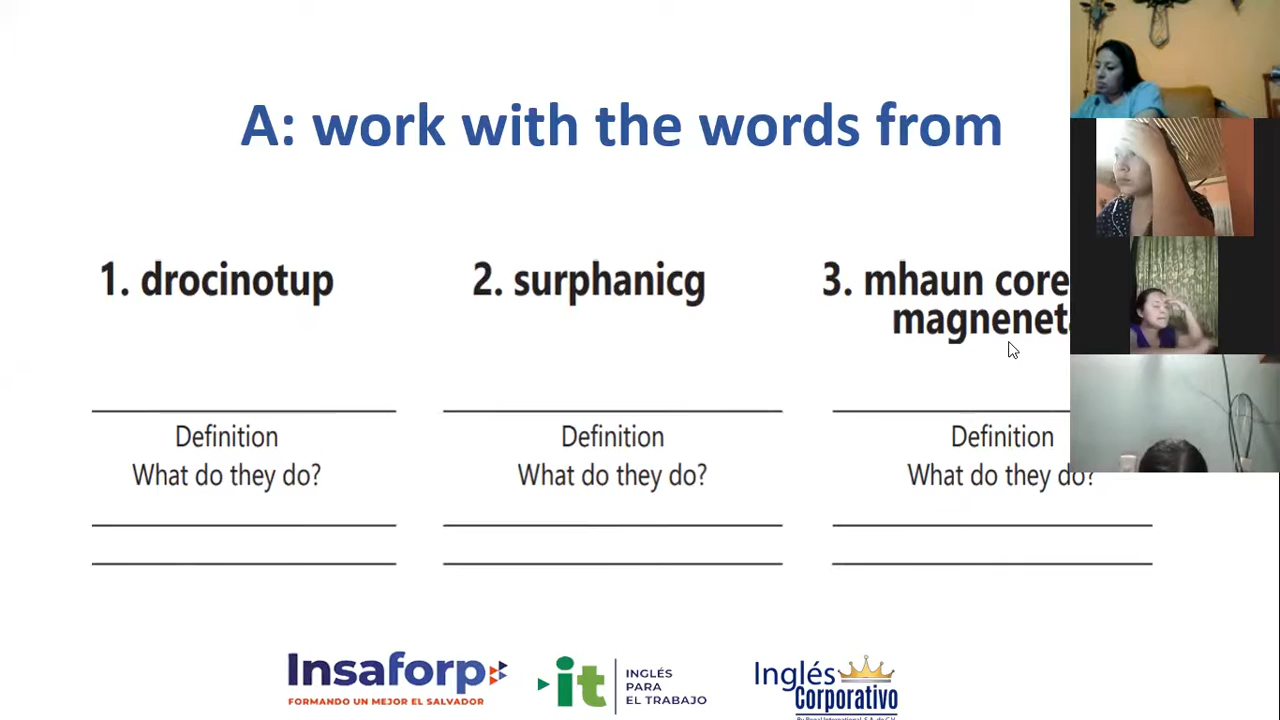 A: work with the words from
1. drocinotup
2. surphanicg
3. mhaun core
magnenet
Definition
What do they do?
Definition
What do they do?
Definition
What do they do?
Insaforp
FORMANDO UN MEJOR EL SALVADOR
it
INGLÉS
PARA
EL TRABAJO
Inglés
Corporativo